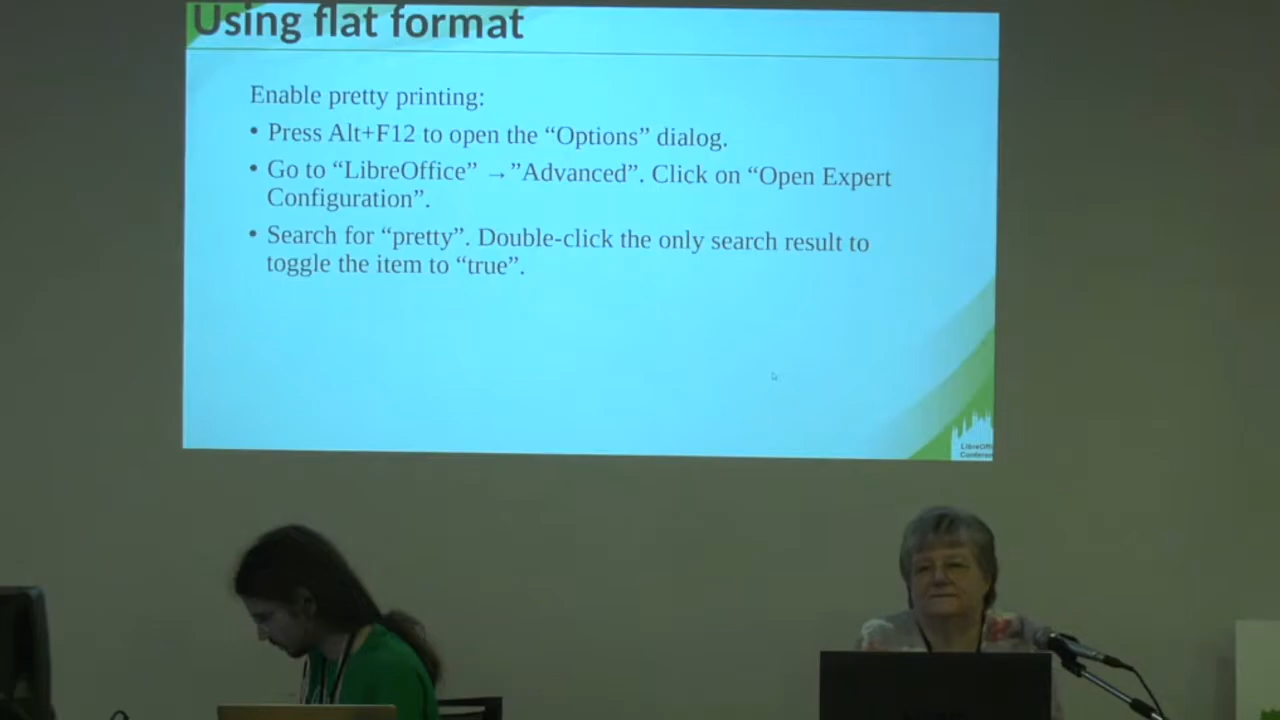 Using flat format
Enable pretty printing:
• Press Alt+F12 to open the “Options” dialog.
• Go to “LibreOffice” →”Advanced”. Click on “Open Expert
Configuration”.
• Search for “pretty”. Double-click the only search result to
toggle the item to “true”.